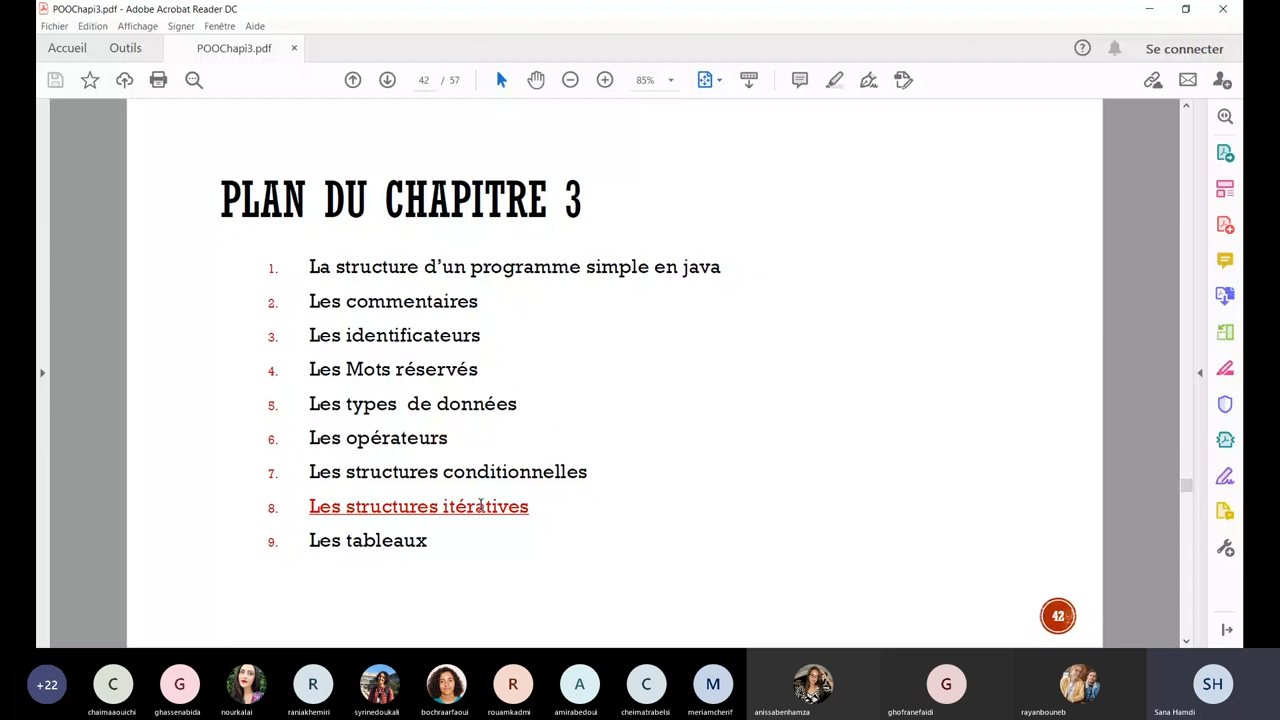 POOChapi3.pdf - Adobe Acrobat Reader DC
Fichier Edition Affichage Signer Fenêtre Aide
Accueil Outils POOChapi3.pdf × Se connecter
42 / 57 85%
PLAN DU CHAPITRE 3
1. La structure d’un programme simple en java
2. Les commentaires
3. Les identificateurs
4. Les Mots réservés
5. Les types de données
6. Les opérateurs
7. Les structures conditionnelles
8. Les structures itératives
9. Les tableaux
42
+22 C G R R A C M G SH
chaimaaouichi ghassenabida nourkalai raniakhemiri syrinedoukali bochraarfaoui rouamkadmi amirabedoui cheimatrabelsi meriamcherif anissabenhamza ghofranefaidi rayanbouneb Sana Hamdi